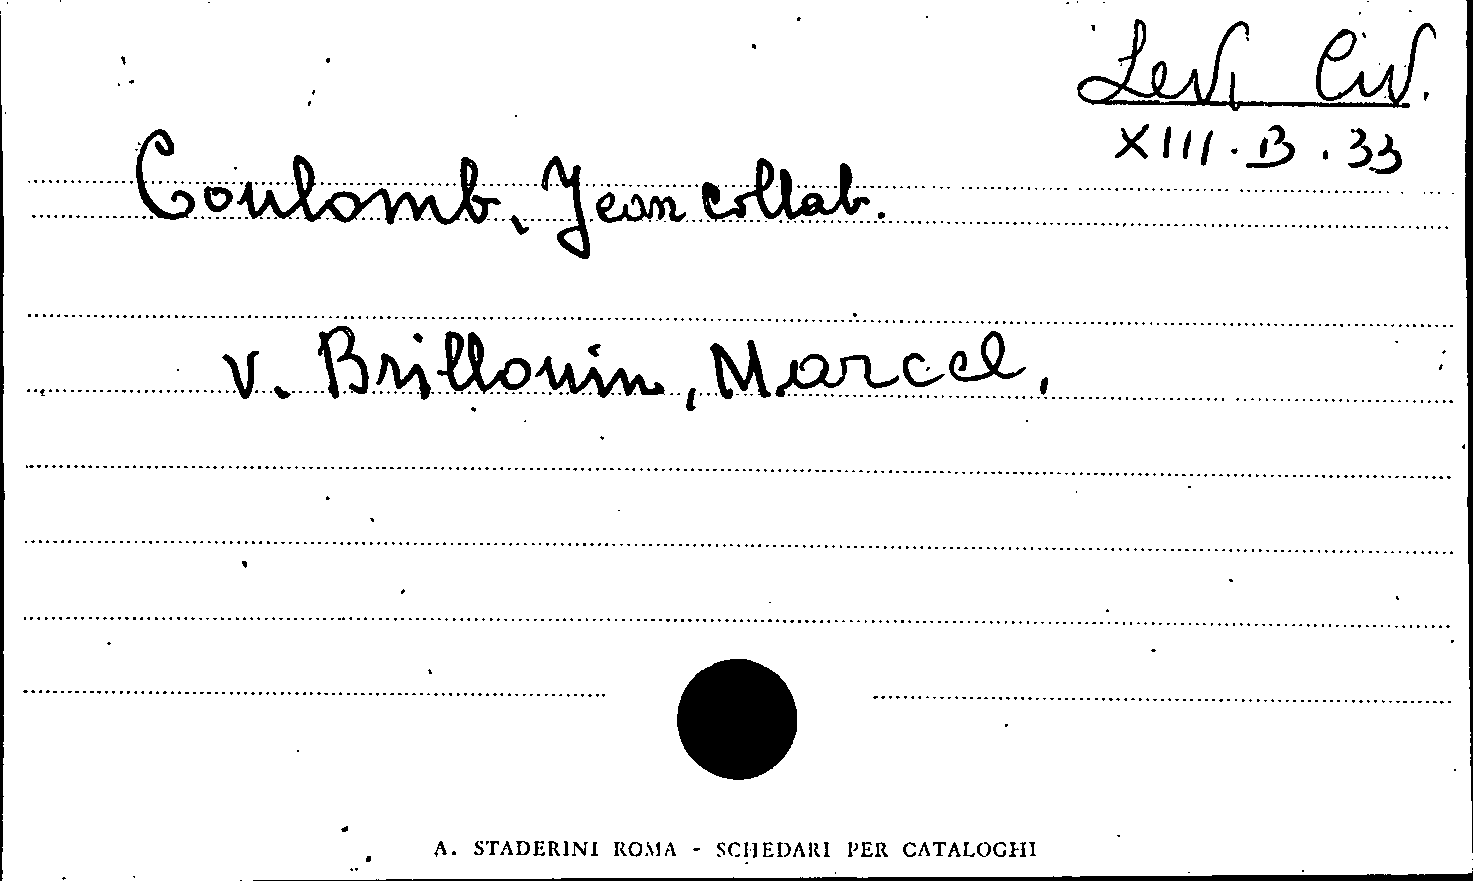 Levi Civ.
XIII.B.33
Coulomb, Jean collab.
v. Brillouin, Marcel,
A. STADERINI ROMA - SCHEDARI PER CATALOGHI